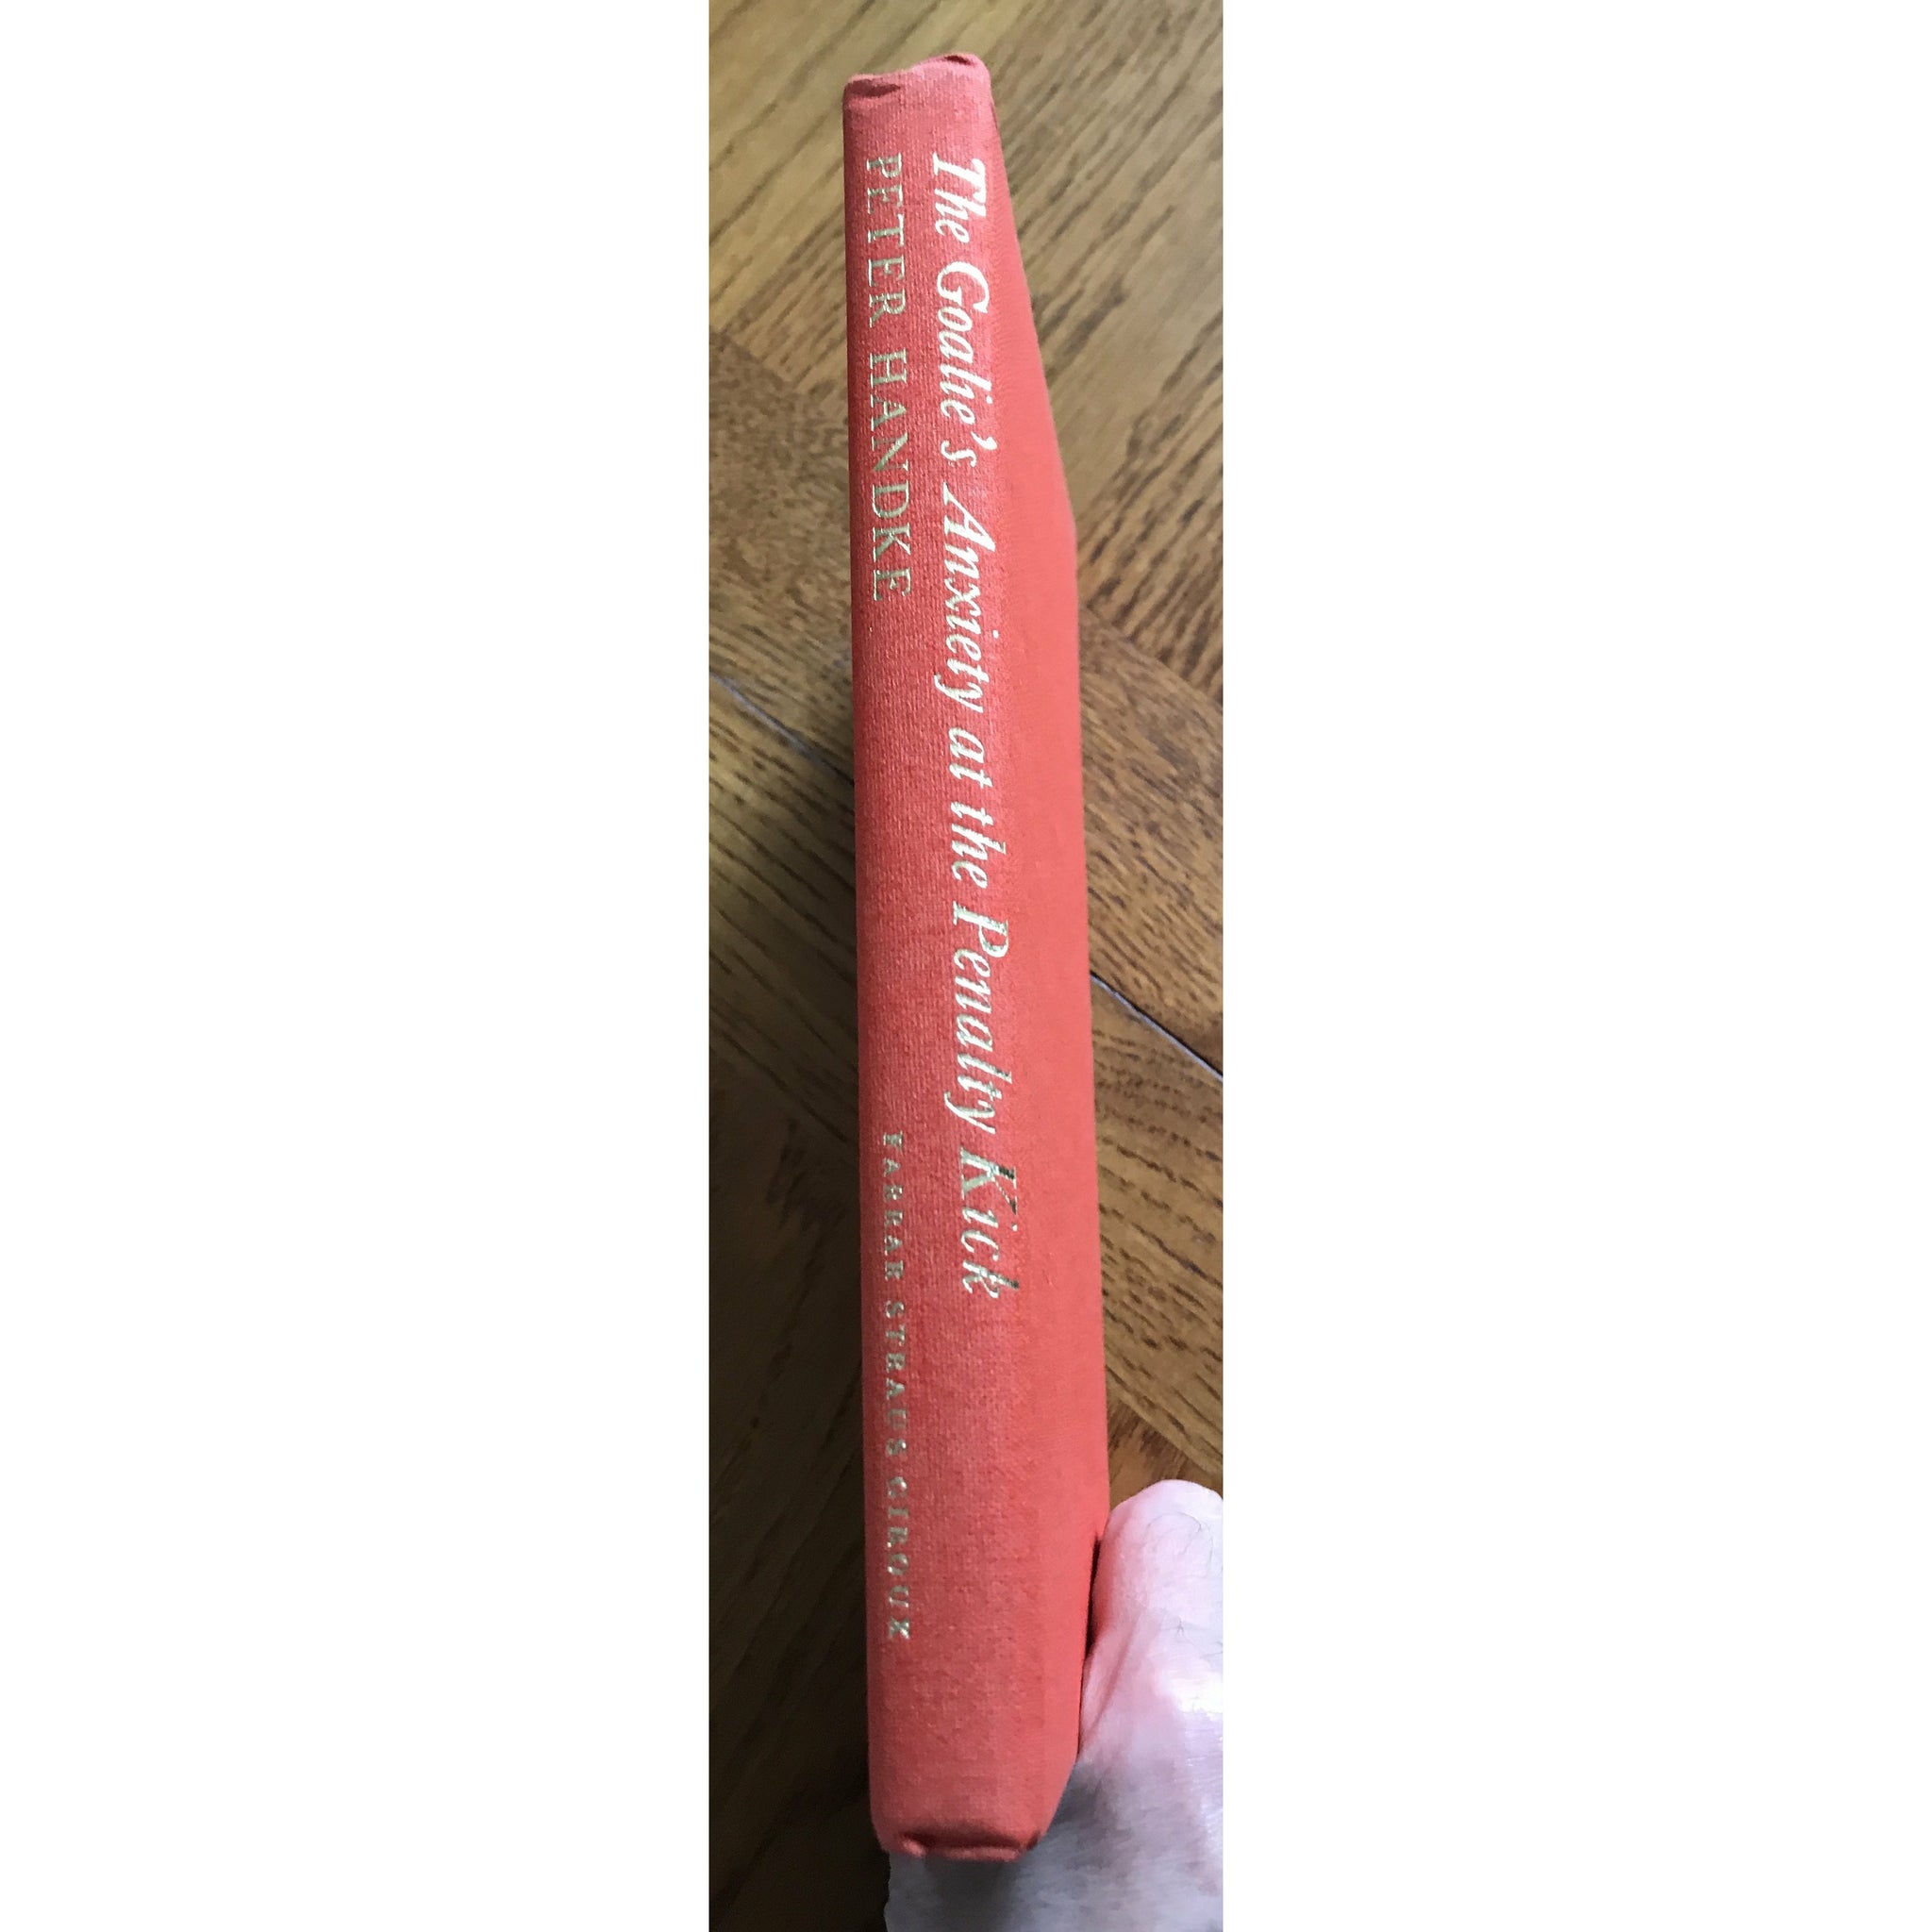 The Goalie's Anxiety at the Penalty Kick
PETER HANDKE
FARRAR STRAUS GIROUX